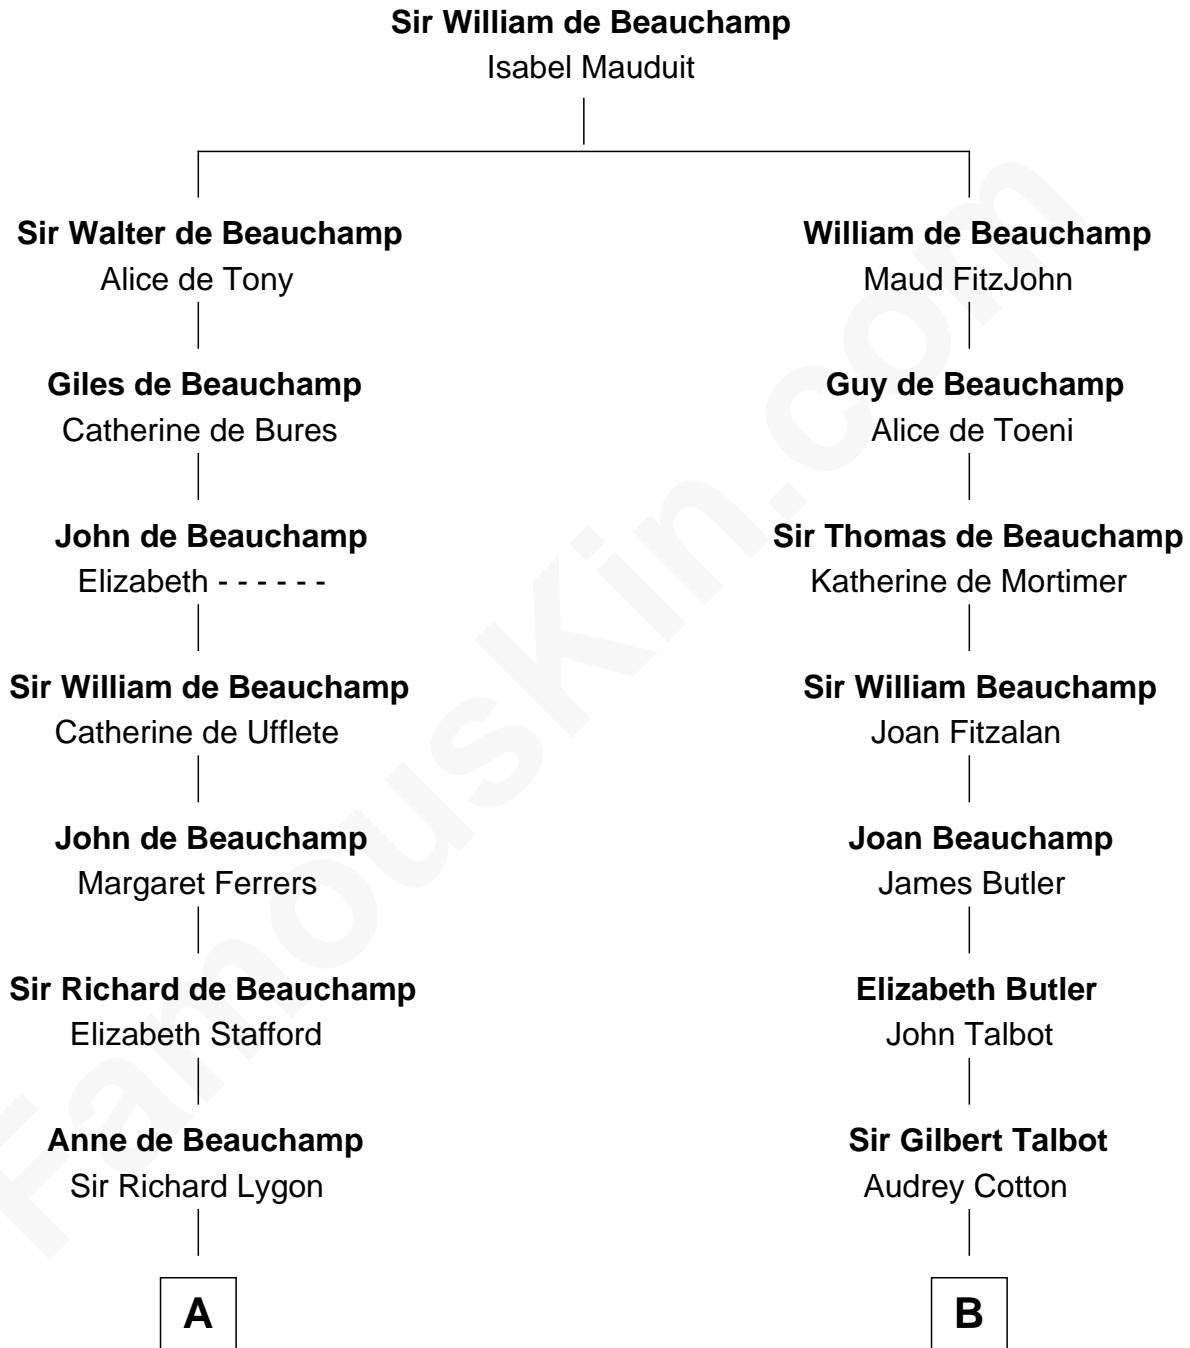 Sir William de Beauchamp
Isabel Mauduit
Sir Walter de Beauchamp
Alice de Tony
William de Beauchamp
Maud FitzJohn
Giles de Beauchamp
Catherine de Bures
Guy de Beauchamp
Alice de Toeni
John de Beauchamp
Elizabeth - - - - - -
Sir Thomas de Beauchamp
Katherine de Mortimer
Sir William de Beauchamp
Catherine de Ufflete
Sir William Beauchamp
Joan Fitzalan
John de Beauchamp
Margaret Ferrers
Joan Beauchamp
James Butler
Sir Richard de Beauchamp
Elizabeth Stafford
Elizabeth Butler
John Talbot
Anne de Beauchamp
Sir Richard Lygon
Sir Gilbert Talbot
Audrey Cotton
A
B
FamousKin.com